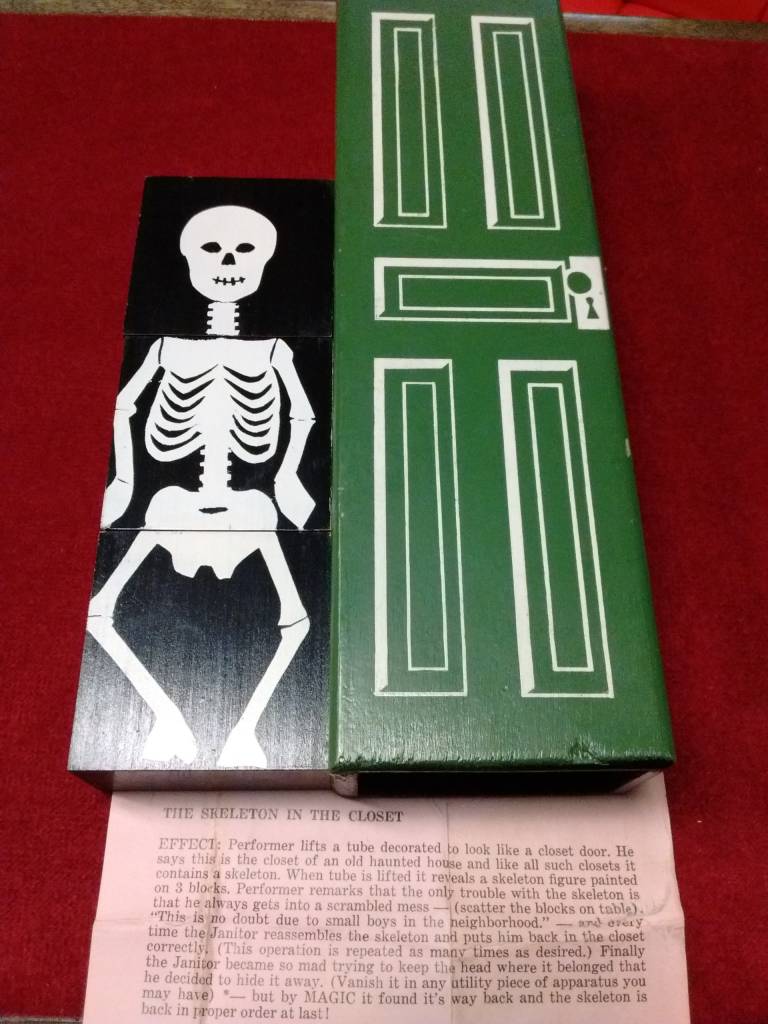 THE SKELETON IN THE CLOSET
EFFECT: Performer lifts a tube decorated to look like a closet door. He
says this is the closet of an old haunted house and like all such closets it
contains a skeleton. When tube is lifted it reveals a skeleton figure painted
on 3 blocks. Performer remarks that the only trouble with the skeleton is
that he always gets into a scrambled mess — (scatter the blocks on table).
"This is no doubt due to small boys in the neighborhood." — and every
time the Janitor reassembles the skeleton and puts him back in the closet
correctly. (This operation is repeated as many times as desired.) Finally
the Janitor became so mad trying to keep the head where it belonged that
he decided to hide it away. (Vanish it in any utility piece of apparatus you
may have) *— but by MAGIC it found it's way back and the skeleton is
back in proper order at last!